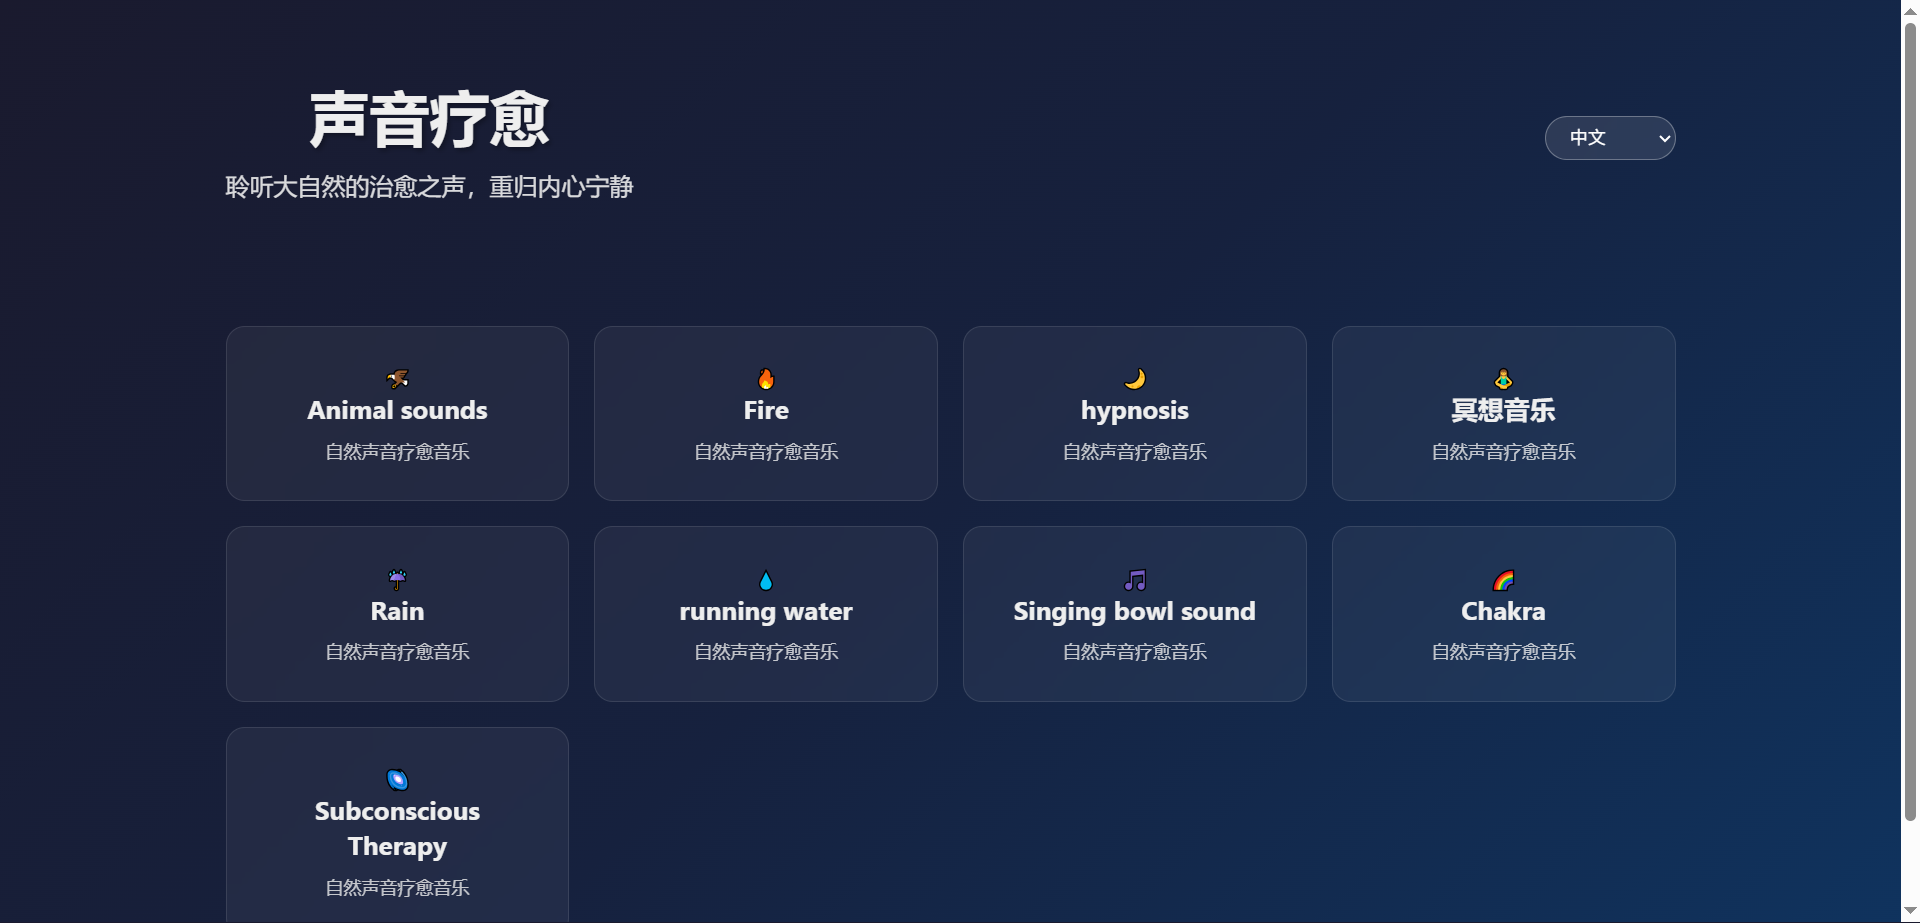 声音疗愈
聆听大自然的治愈之声，重归内心宁静
中文
Animal sounds
自然声音疗愈音乐
Fire
自然声音疗愈音乐
hypnosis
自然声音疗愈音乐
冥想音乐
自然声音疗愈音乐
Rain
自然声音疗愈音乐
running water
自然声音疗愈音乐
Singing bowl sound
自然声音疗愈音乐
Chakra
自然声音疗愈音乐
Subconscious
Therapy
自然声音疗愈音乐